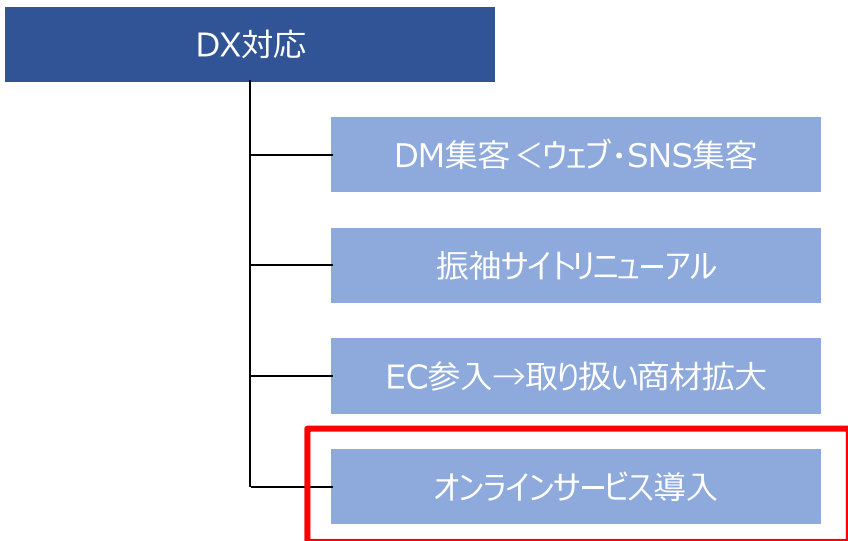 DX対応
DM集客＜ウェブ・SNS集客
振袖サイトリニューアル
EC参入→取り扱い商材拡大
オンラインサービス導入